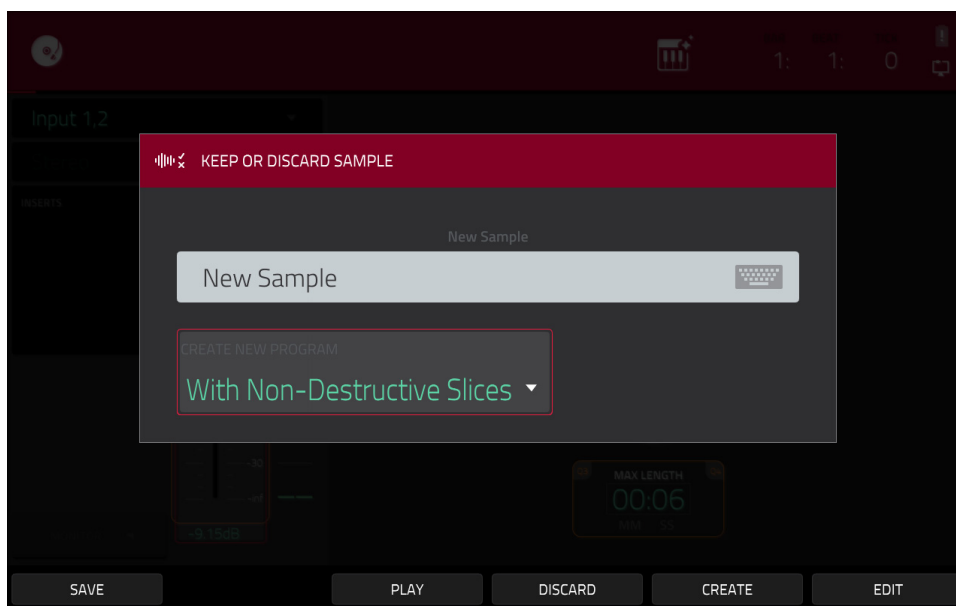 1: 1: 0
Input 1,2
KEEP OR DISCARD SAMPLE
INSERTS
New Sample
New Sample
CREATE NEW PROGRAM
With Non-Destructive Slices
-30
MAX LENGTH
00:06
MM SS
-9.15dB
SAVE PLAY DISCARD CREATE EDIT